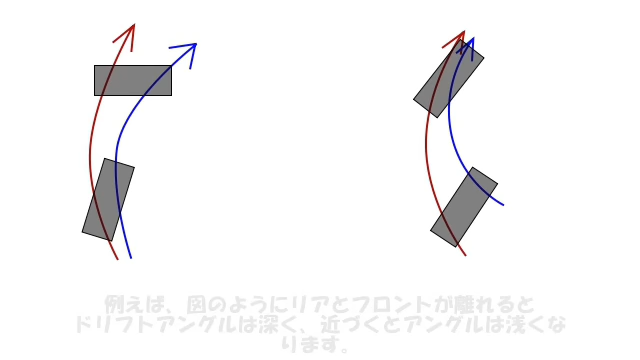 例えば、図のようにリアとフロントが離れると
ドリフトアングルは深く、近づくとアングルは浅くな
ります。